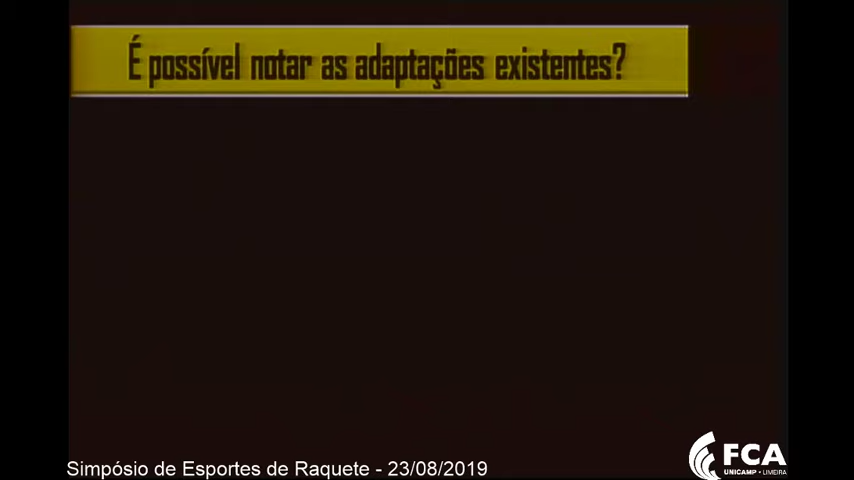 É possível notar as adaptações existentes?
Simpósio de Esportes de Raquete - 23/08/2019
FCA
UNICAMP • LIMEIRA